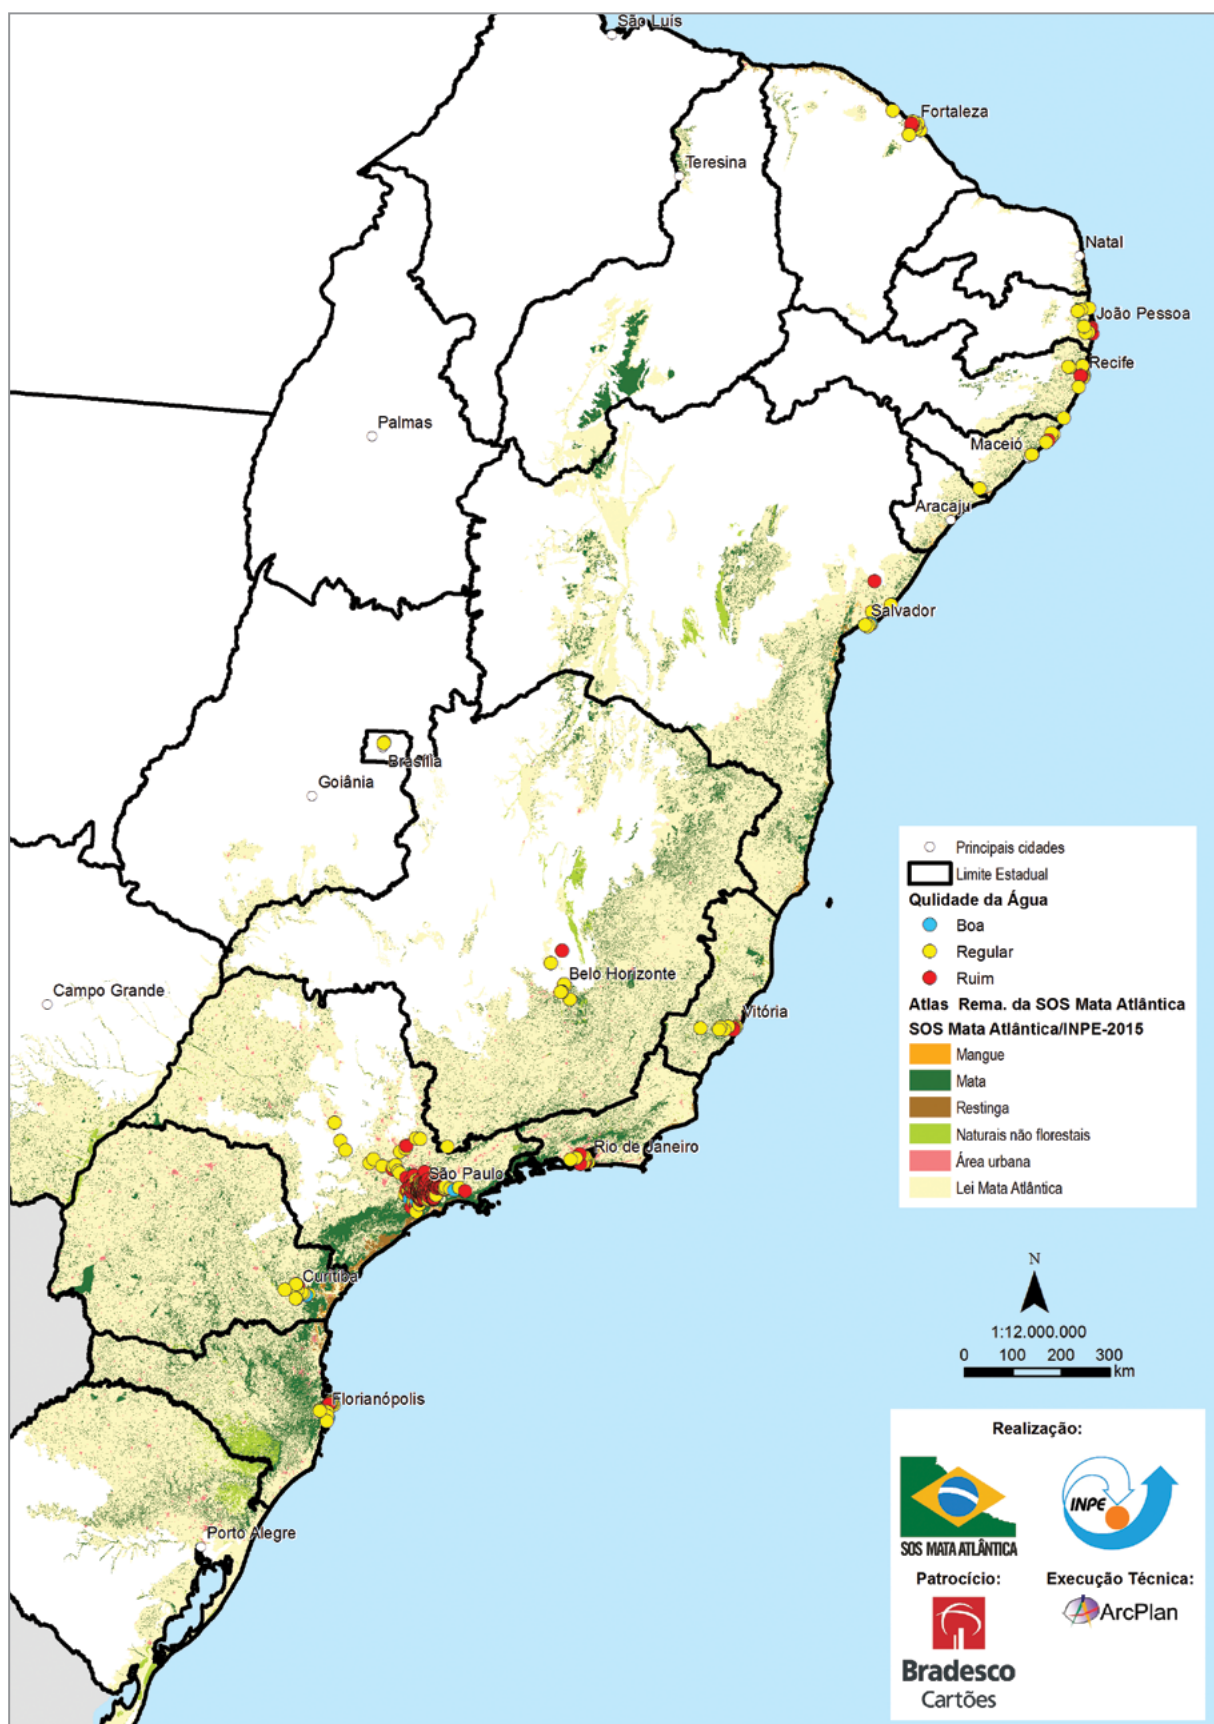 São Luís
Fortaleza
Teresina
Natal
João Pessoa
Recife
Palmas
Maceió
Aracaju
Salvador
Brasília
Goiânia
Principais cidades
Limite Estadual
Qulidade da Água
Boa
Regular
Ruim
Atlas Rema. da SOS Mata Atlântica
SOS Mata Atlântica/INPE-2015
Mangue
Mata
Restinga
Naturais não florestais
Área urbana
Lei Mata Atlântica
Belo Horizonte
Campo Grande
Vitória
Rio de Janeiro
São Paulo
Curitiba
Florianópolis
Porto Alegre
N
1:12.000.000
0 100 200 300
km
Realização:
SOS MATA ATLÂNTICA
INPE
Patrocício:
Execução Técnica:
ArcPlan
Bradesco
Cartões